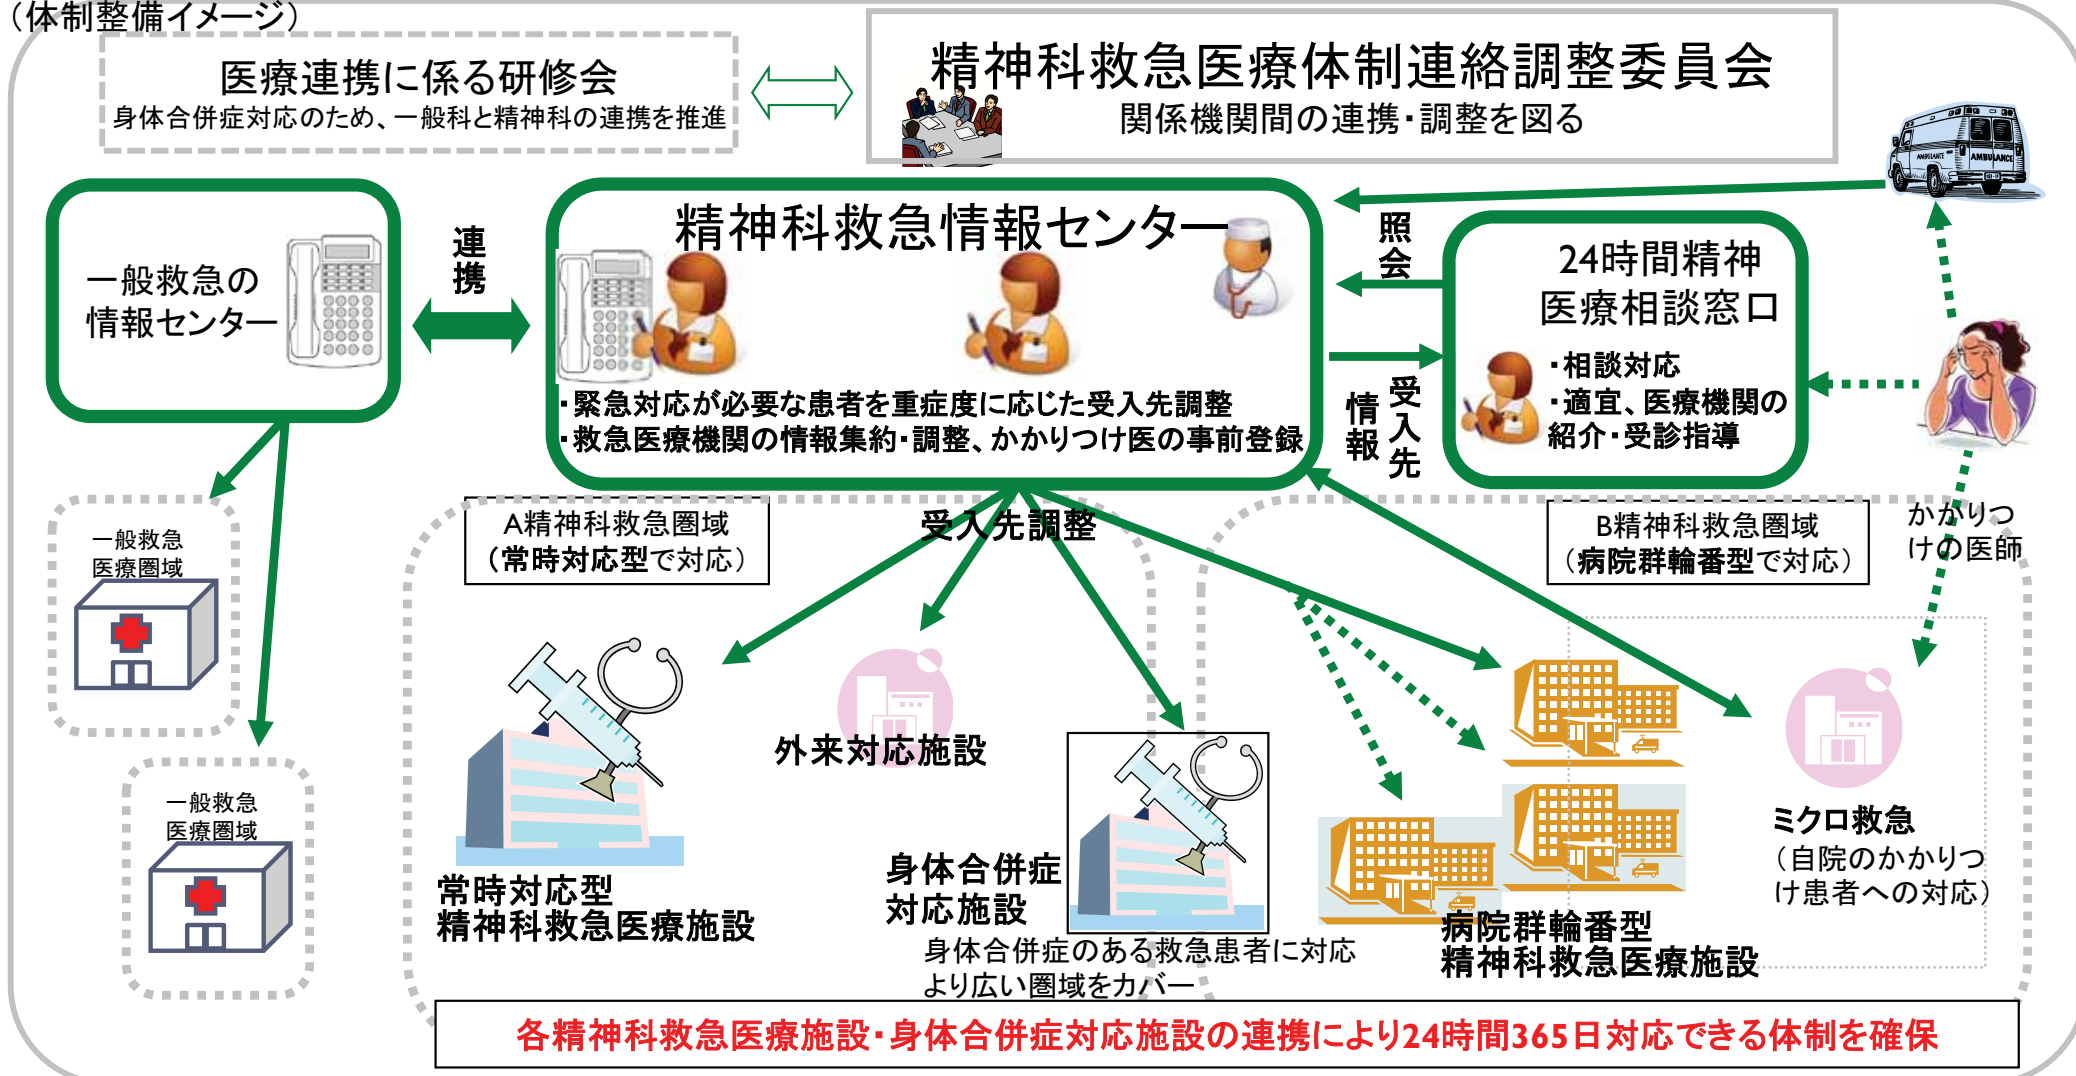 （体制整備イメージ）
医療連携に係る研修会
身体合併症対応のため、一般科と精神科の連携を推進
精神科救急医療体制連絡調整委員会
関係機関間の連携・調整を図る
AMBULANCE
AMBULANCE
一般救急の
情報センター
連携
精神科救急情報センター
・緊急対応が必要な患者を重症度に応じた受入先調整
・救急医療機関の情報集約・調整、かかりつけ医の事前登録
照会
受入先
情報
24時間精神
医療相談窓口
・相談対応
・適宜、医療機関の
紹介・受診指導
一般救急
医療圏域
一般救急
医療圏域
A精神科救急圏域
（常時対応型で対応）
受入先調整
B精神科救急圏域
（病院群輪番型で対応）
かかりつ
けの医師
外来対応施設
常時対応型
精神科救急医療施設
身体合併症
対応施設
身体合併症のある救急患者に対応
より広い圏域をカバー
病院群輪番型
精神科救急医療施設
ミクロ救急
（自院のかかりつ
け患者への対応）
各精神科救急医療施設・身体合併症対応施設の連携により24時間365日対応できる体制を確保